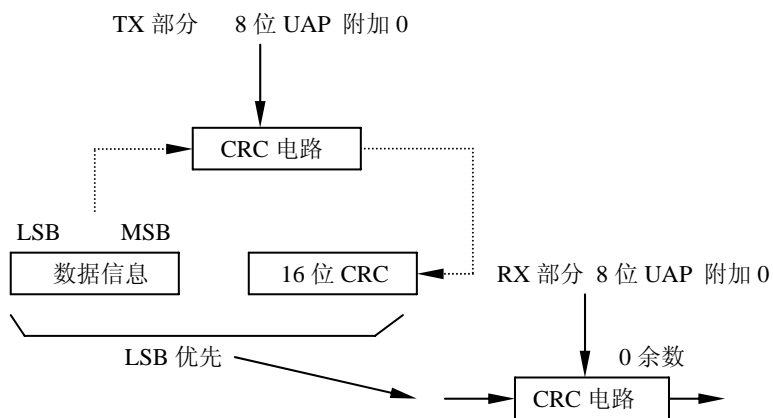 TX 部分 8 位 UAP 附加 0
CRC 电路
LSB MSB
数据信息 16 位 CRC
RX 部分 8 位 UAP 附加 0
LSB 优先
0 余数
CRC 电路